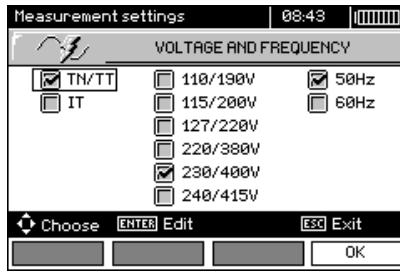 Measurement settings 08:43
VOLTAGE AND FREQUENCY
TN/TT 110/190V 50Hz
IT 115/200V 60Hz
127/220V
220/380V
230/400V
240/415V
Choose ENTER Edit ESC Exit
OK